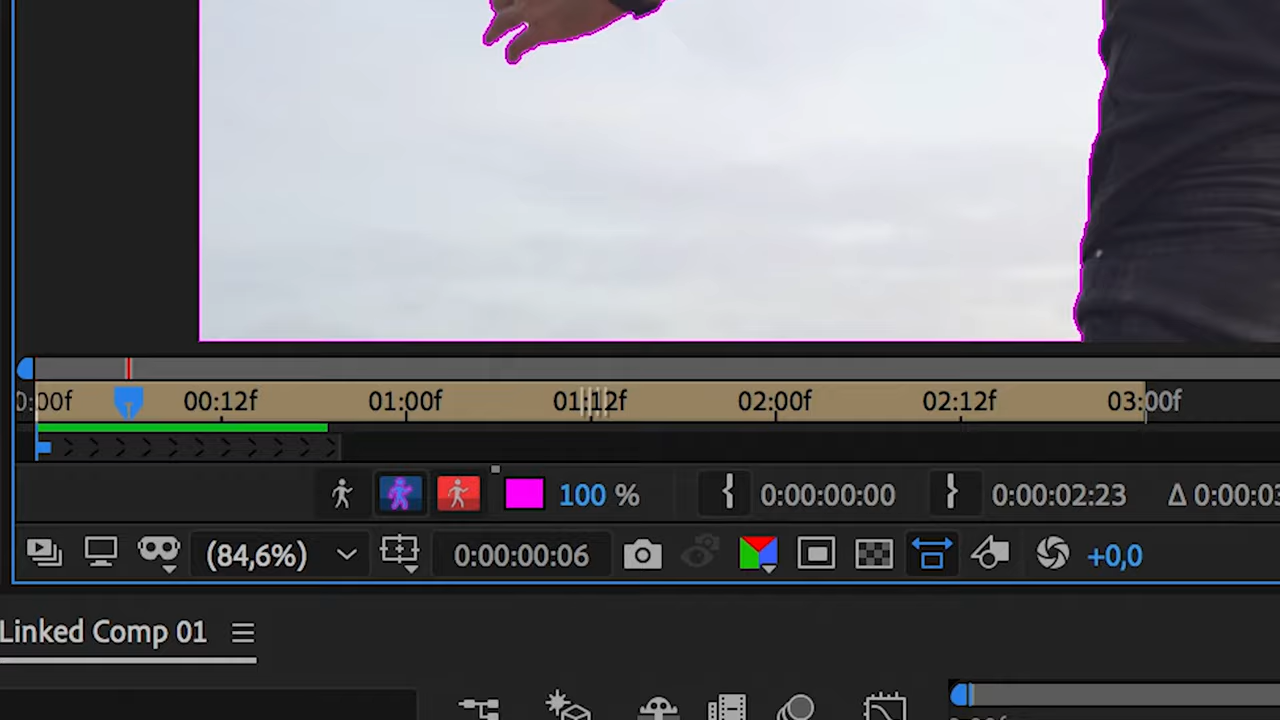 0:00f 00:12f 01:00f 01:12f 02:00f 02:12f 03:00f
100 % { 0:00:00:00 } 0:00:02:23 Δ 0:00:03
(84,6%) 0:00:00:06 +0,0
Linked Comp 01